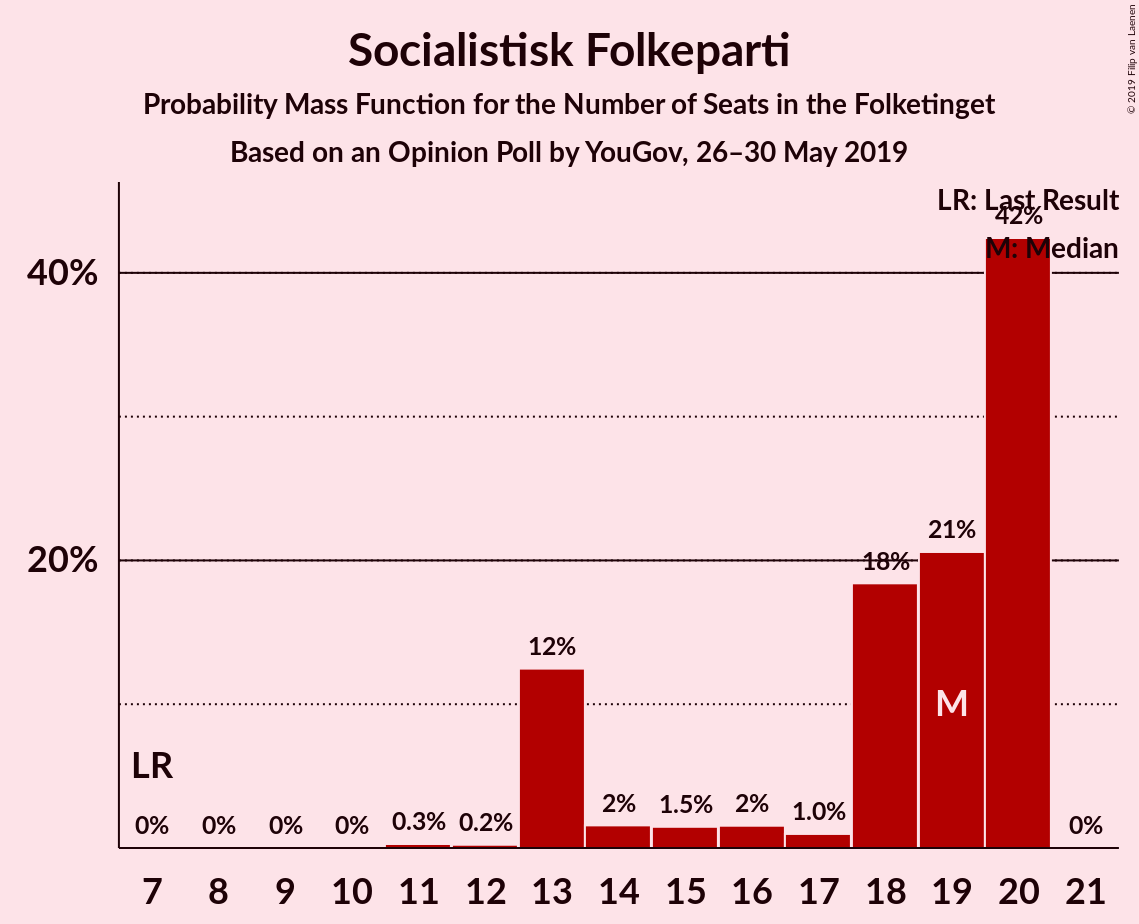 Socialistisk Folkeparti
Probability Mass Function for the Number of Seats in the Folketinget
Based on an Opinion Poll by YouGov, 26–30 May 2019
© 2019 Filip van Laenen
LR: Last Result
M: Median
40%
20%
LR
0%
0%
0%
0%
0.3%
0.2%
12%
2%
1.5%
2%
1.0%
18%
21%
42%
0%
M
7 8 9 10 11 12 13 14 15 16 17 18 19 20 21